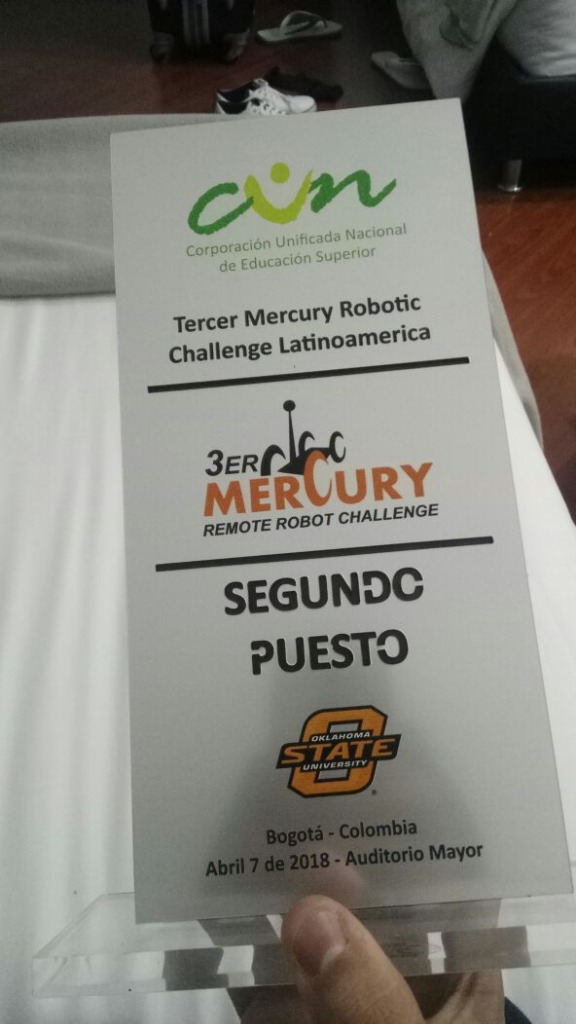 cun
Corporación Unificada Nacional
de Educación Superior
Tercer Mercury Robotic
Challenge Latinoamerica
3ER
MERCURY
REMOTE ROBOT CHALLENGE
SEGUNDO
PUESTO
OKLAHOMA
STATE
UNIVERSITY
Bogotá - Colombia
Abril 7 de 2018 - Auditorio Mayor